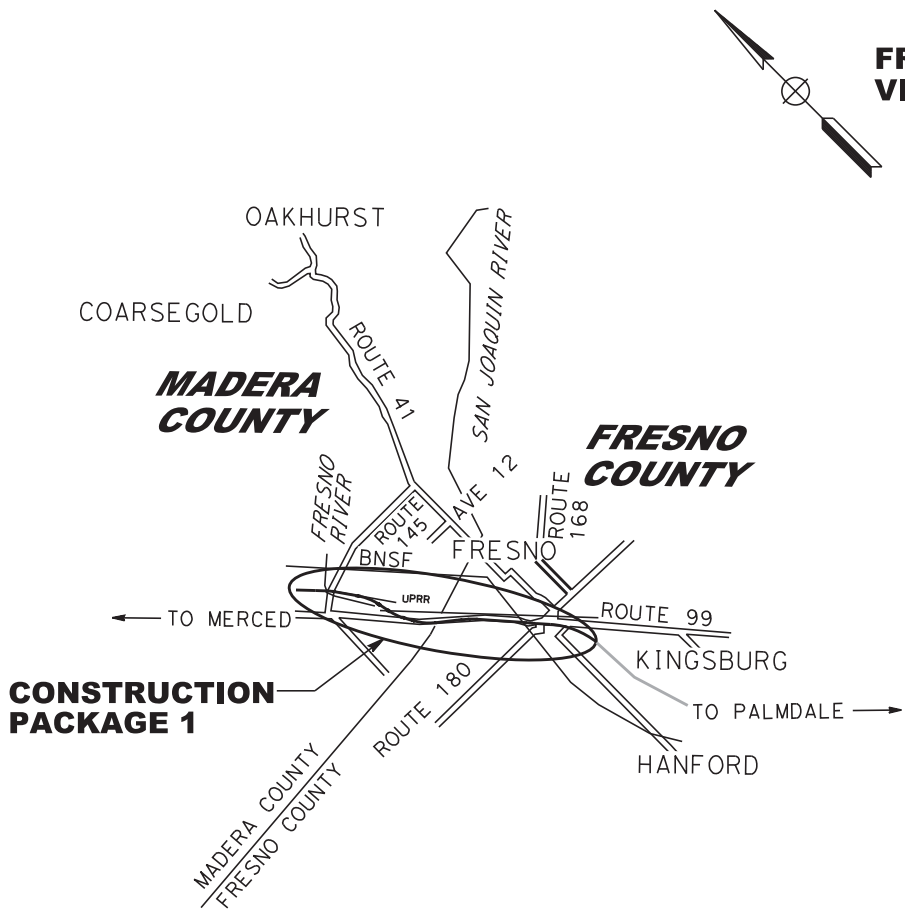 FR
VI
OAKHURST
COARSEGOLD
ROUTE 41
SAN JOAQUIN RIVER
MADERA
COUNTY
FRESNO
COUNTY
FRESNO
RIVER
ROUTE
145
AVE 12
ROUTE
168
FRESNO
BNSF
UPRR
TO MERCED
ROUTE 99
KINGSBURG
CONSTRUCTION
PACKAGE 1
ROUTE 180
TO PALMDALE
HANFORD
MADERA COUNTY
FRESNO COUNTY